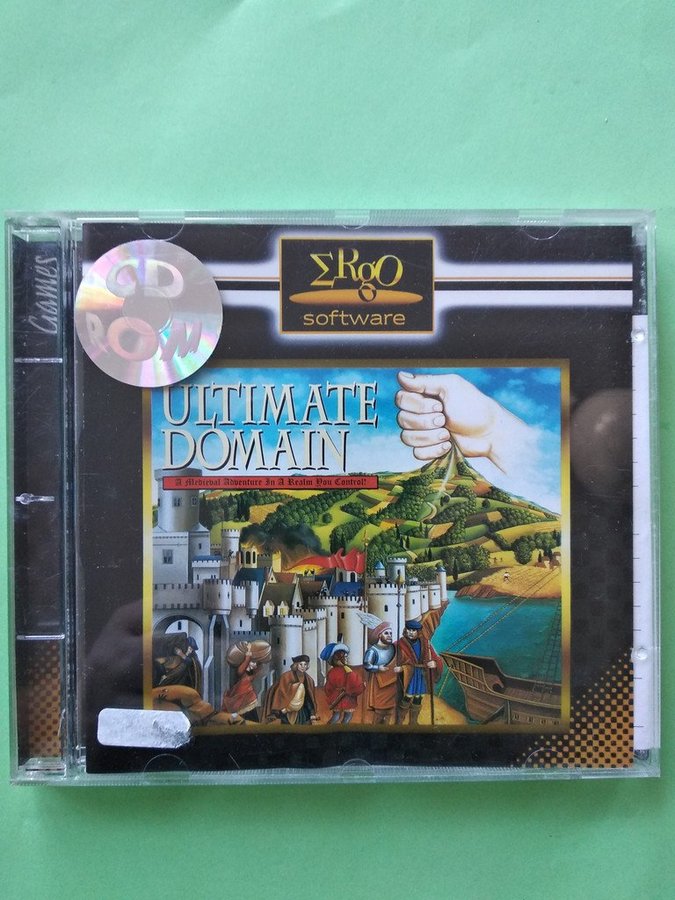 Games
CD
ROM
ΣRgO
software
ULTIMATE
DOMAIN
A Medieval Adventure In A Realm You Control!